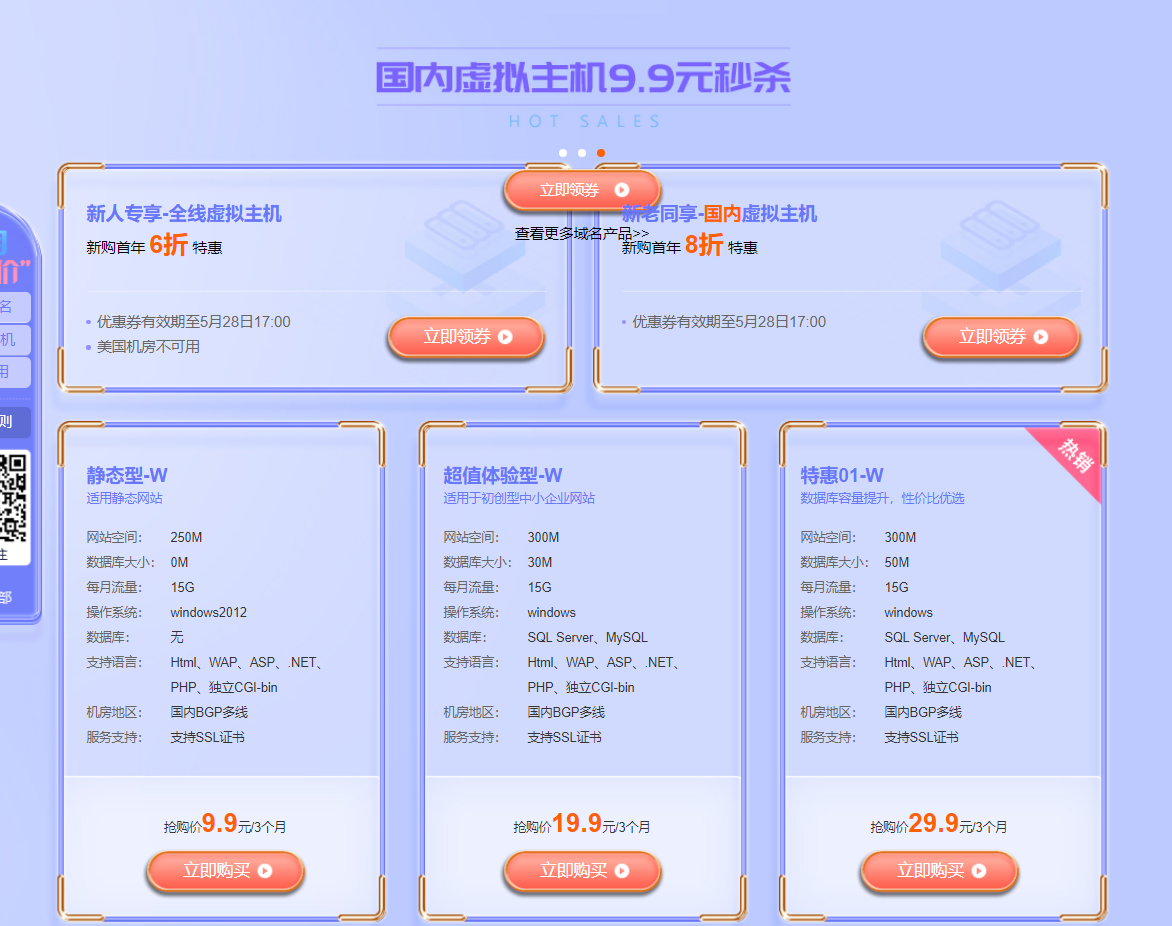 国内虚拟主机9.9元秒杀
HOT SALES
立即领券
查看更多域名产品>>
新人专享-全线虚拟主机
新购首年 6折 特惠
优惠券有效期至5月28日17:00
美国机房不可用
立即领券
新老同享-国内虚拟主机
新购首年 8折 特惠
优惠券有效期至5月28日17:00
立即领券
价”
名
机
用
则
注
部
静态型-W
适用静态网站
网站空间: 250M
数据库大小: 0M
每月流量: 15G
操作系统: windows2012
数据库: 无
支持语言: Html、WAP、ASP、.NET、
PHP、独立CGI-bin
机房地区: 国内BGP多线
服务支持: 支持SSL证书
抢购价9.9元/3个月
立即购买
超值体验型-W
适用于初创型中小企业网站
网站空间: 300M
数据库大小: 30M
每月流量: 15G
操作系统: windows
数据库: SQL Server、MySQL
支持语言: Html、WAP、ASP、.NET、
PHP、独立CGI-bin
机房地区: 国内BGP多线
服务支持: 支持SSL证书
抢购价19.9元/3个月
立即购买
热销
特惠01-W
数据库容量提升，性价比优选
网站空间: 300M
数据库大小: 50M
每月流量: 15G
操作系统: windows
数据库: SQL Server、MySQL
支持语言: Html、WAP、ASP、.NET、
PHP、独立CGI-bin
机房地区: 国内BGP多线
服务支持: 支持SSL证书
抢购价29.9元/3个月
立即购买